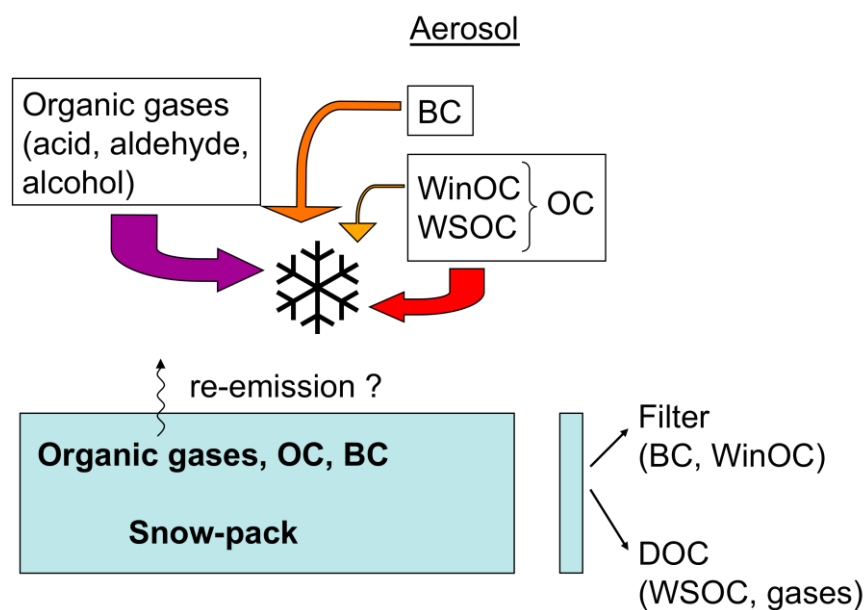 Aerosol
Organic gases
(acid, aldehyde,
alcohol)
BC
WinOC
WSOC
OC
re-emission ?
Organic gases, OC, BC
Snow-pack
Filter
(BC, WinOC)
DOC
(WSOC, gases)